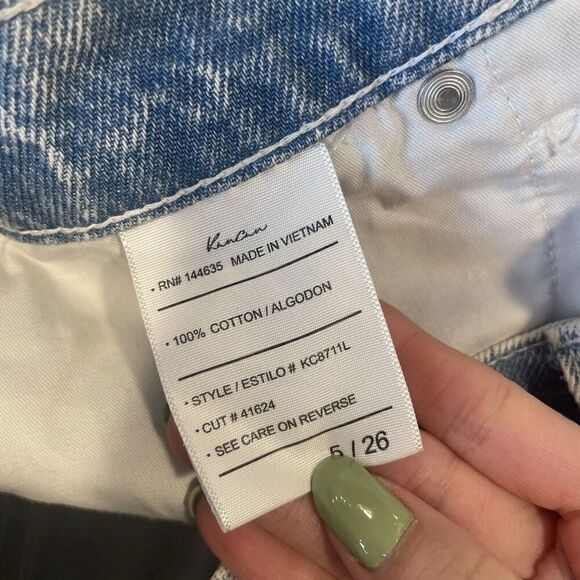 KanCan
• RN# 144635 MADE IN VIETNAM
• 100% COTTON / ALGODON
• STYLE / ESTILO # KC8711L
• CUT # 41624
• SEE CARE ON REVERSE
5 / 26